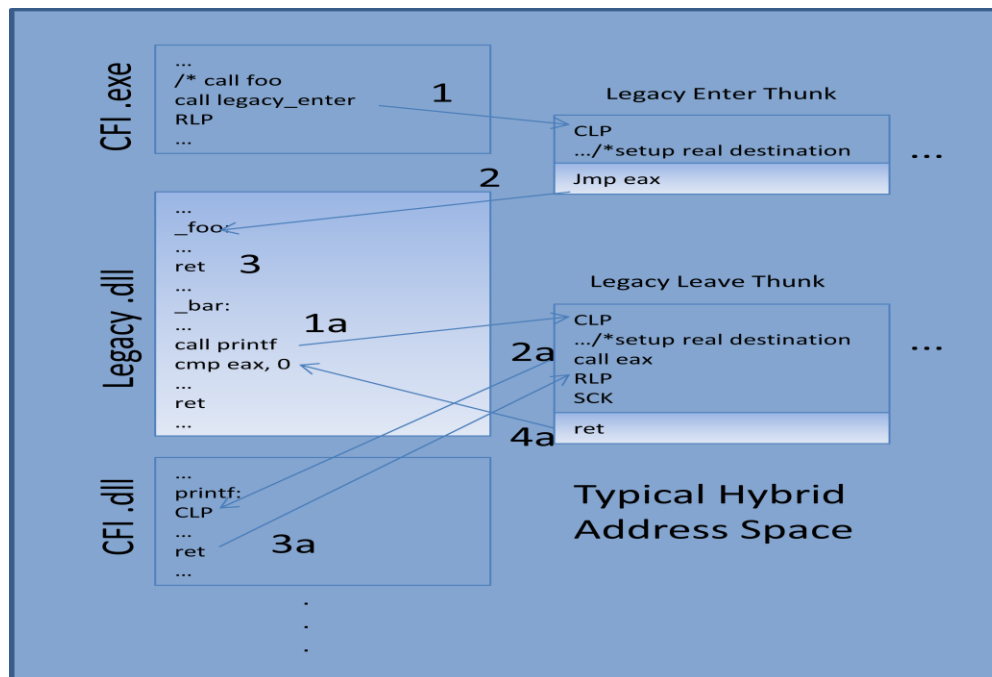 CFI .exe
...
/* call foo
call legacy_enter
RLP
...
1
Legacy Enter Thunk
CLP
.../*setup real destination
Jmp eax
...
2
Legacy .dll
...
_foo:
...
ret
3
...
_bar:
...
1a
call printf
cmp eax, 0
...
ret
...
Legacy Leave Thunk
CLP
.../*setup real destination
2a
call eax
RLP
SCK
4a
ret
...
CFI .dll
...
printf:
CLP
...
3a
ret
...
Typical Hybrid
Address Space
.
.
.